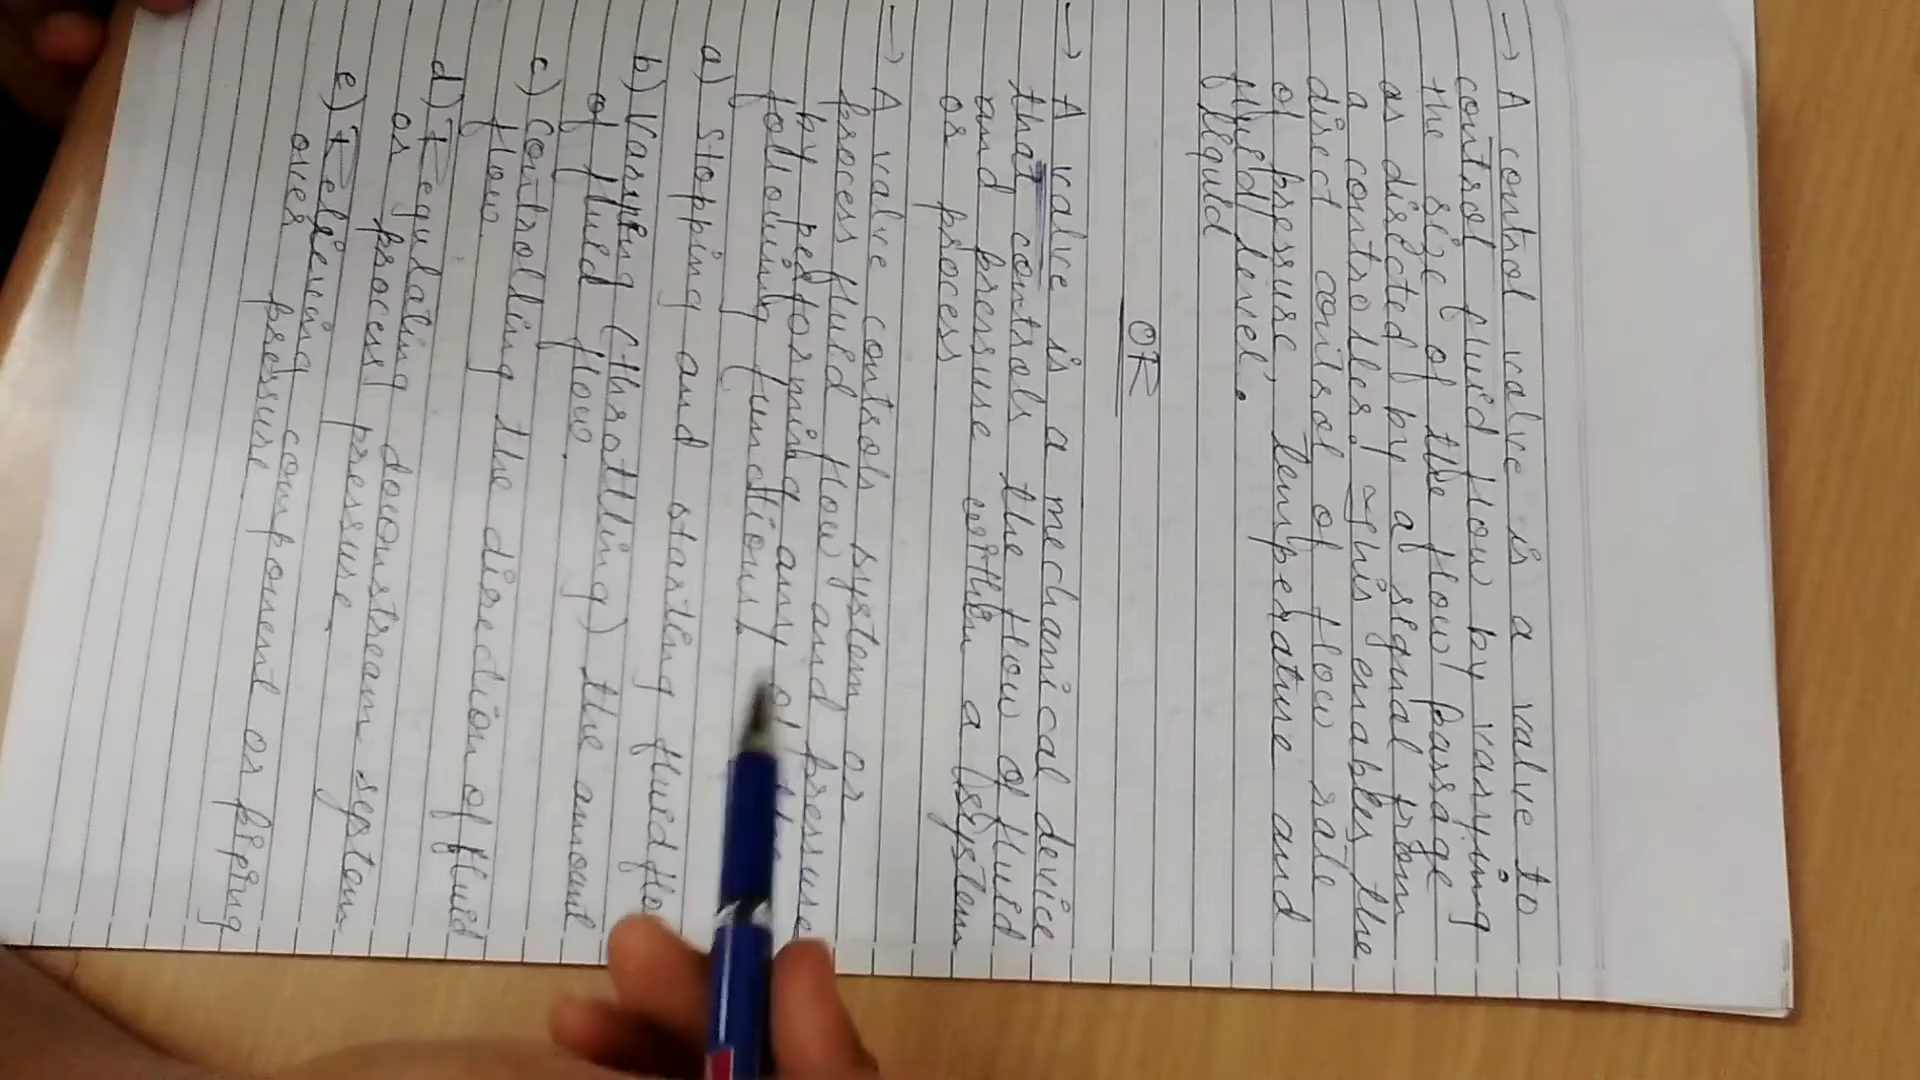 → A control valve is a valve to
control fluid flow by varying
the size of the flow passage
as directed by a signal from
a controller. This enables the
direct control of flow rate
of pressure, temperature and
fluid level'.
liquid
OR
→ A valve is a mechanical device
that controls the flow of fluid
and pressure within a system
or process
→ A valve controls system or
process fluid flow and pressure
by performing any of the
following functions).
a) Stopping and starting fluid flo
b) Varying (throttling) the amount
of fluid flow.
c) Controlling the direction of fluid
flow.
d) Regulating downstream system
or process pressure.
e) Relieving component or piping
over pressure